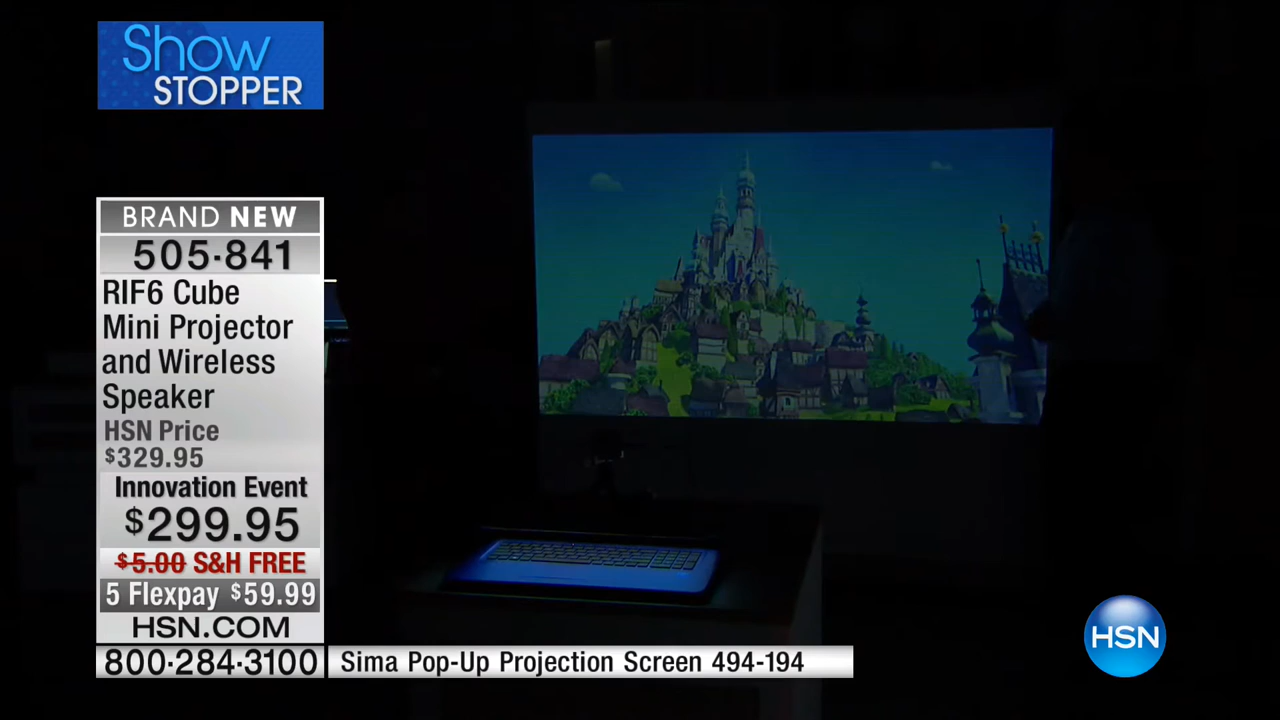 Show
STOPPER
BRAND NEW
505•841
RIF6 Cube
Mini Projector
and Wireless
Speaker
HSN Price
$329.95
Innovation Event
$299.95
$5.00 S&H FREE
5 Flexpay $59.99
HSN.COM
800•284•3100
Sima Pop-Up Projection Screen 494-194
HSN